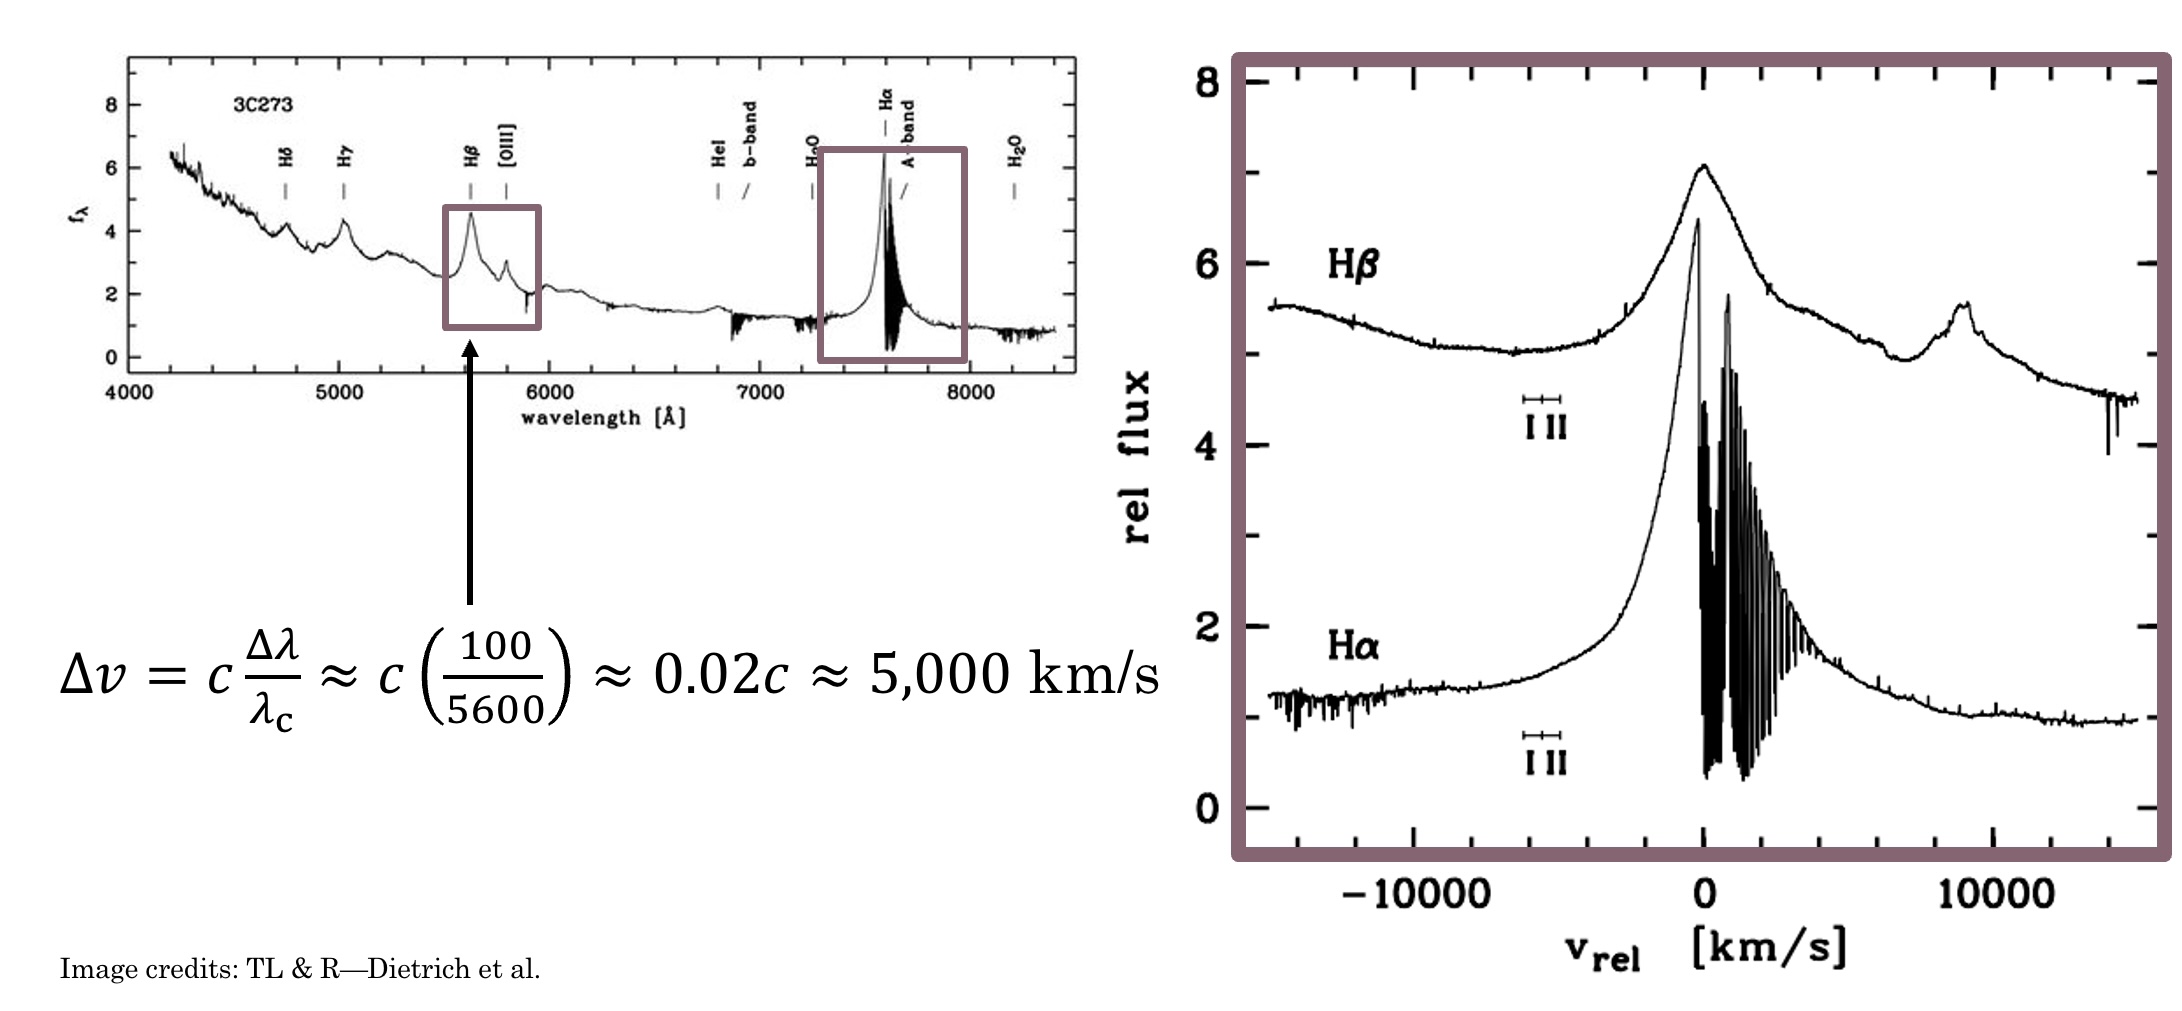 3C273
Hδ
Hγ
Hβ
[OIII]
HeI
b-band
H₂O
Hα
A-band
H₂O
8
6
4
2
0
fλ
4000 5000 6000 7000 8000
wavelength [Å]
Δv = c Δλ/λc ≈ c (100/5600) ≈ 0.02c ≈ 5,000 km/s
Image credits: TL & R—Dietrich et al.
8
6
4
2
0
rel flux
Hβ
I II
Hα
I II
−10000 0 10000
vrel [km/s]